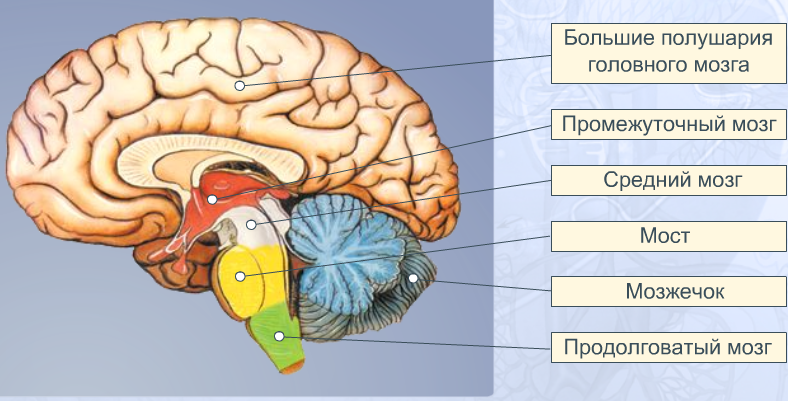 Большие полушария
головного мозга
Промежуточный мозг
Средний мозг
Мост
Мозжечок
Продолговатый мозг